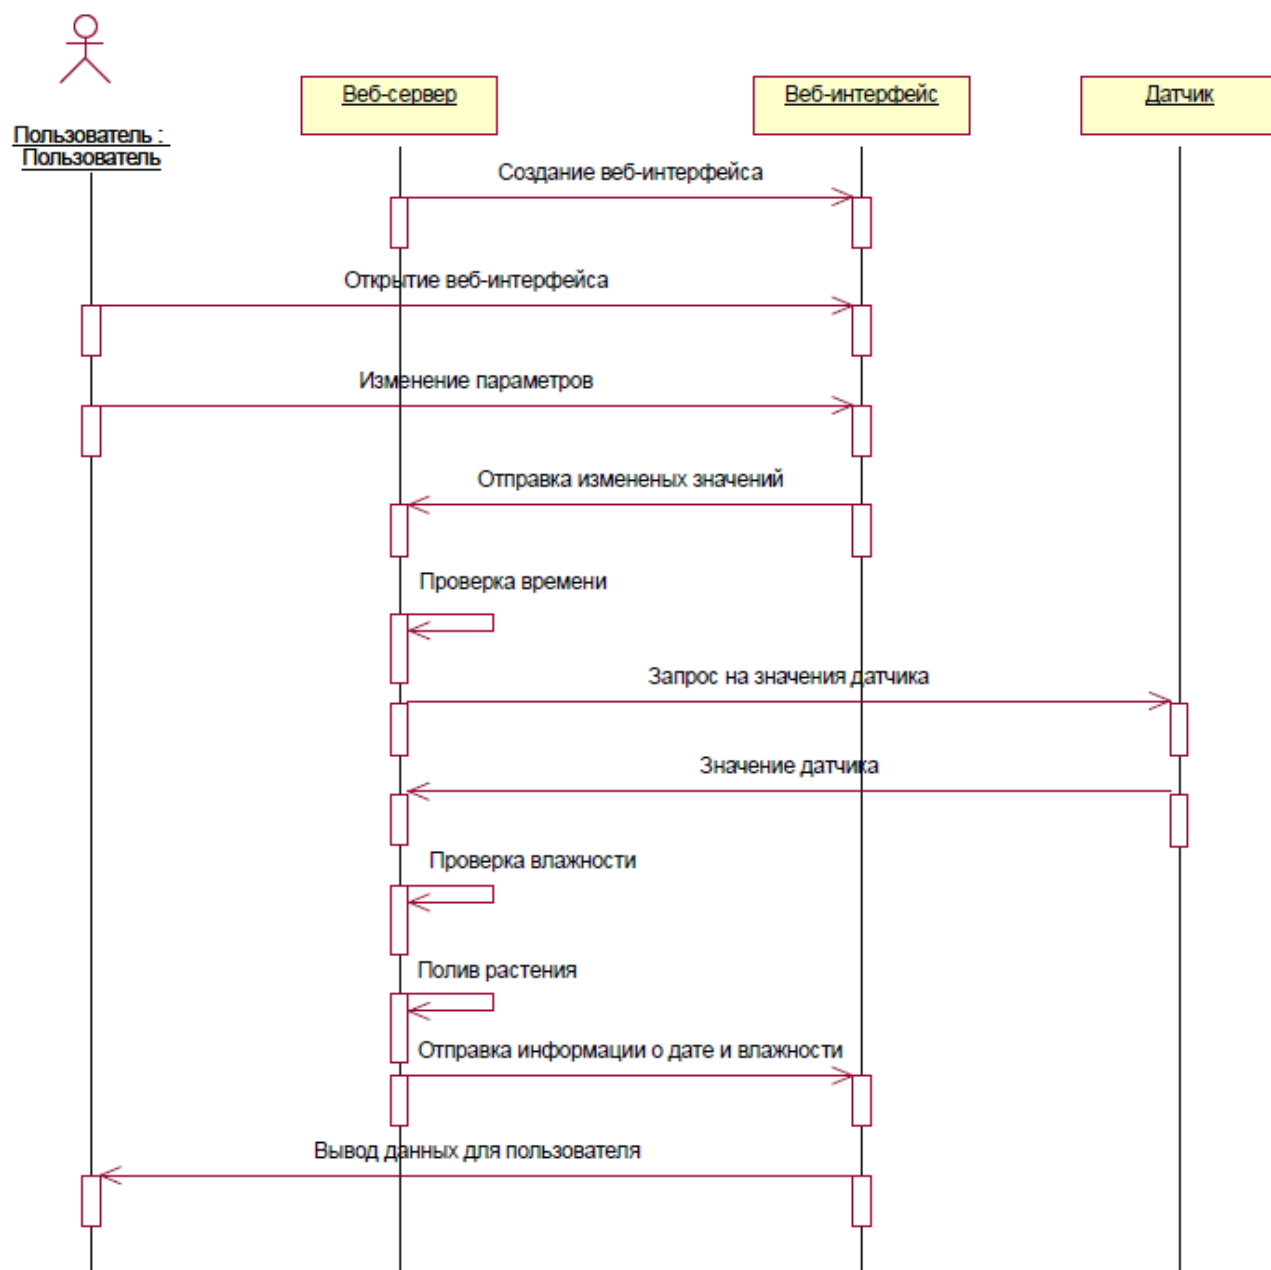 Веб-сервер
Веб-интерфейс
Датчик
Пользователь :
Пользователь
Создание веб-интерфейса
Открытие веб-интерфейса
Изменение параметров
Отправка измененых значений
Проверка времени
Запрос на значения датчика
Значение датчика
Проверка влажности
Полив растения
Отправка информации о дате и влажности
Вывод данных для пользователя